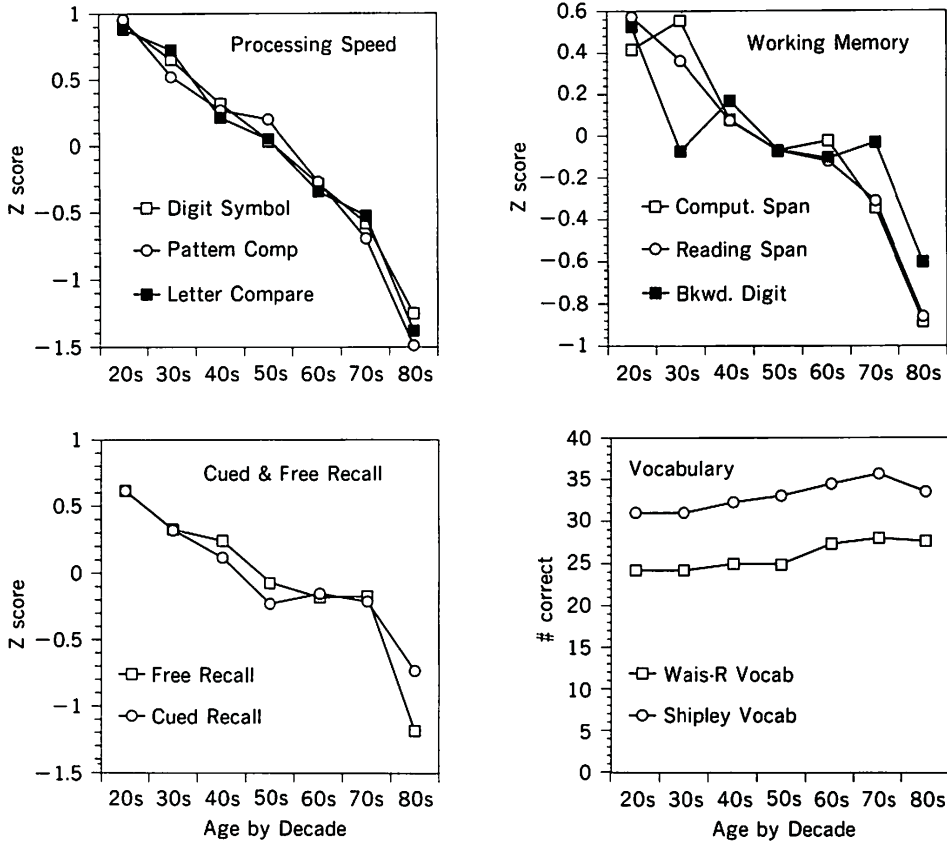 Processing Speed
Z score
1
0.5
0
−0.5
−1
−1.5
Digit Symbol
Pattem Comp
Letter Compare
20s 30s 40s 50s 60s 70s 80s
Working Memory
Z score
0.6
0.4
0.2
0
−0.2
−0.4
−0.6
−0.8
−1
Comput. Span
Reading Span
Bkwd. Digit
20s 30s 40s 50s 60s 70s 80s
Cued & Free Recall
Z score
1
0.5
0
−0.5
−1
−1.5
Free Recall
Cued Recall
20s 30s 40s 50s 60s 70s 80s
Age by Decade
Vocabulary
# correct
40
35
30
25
20
15
10
5
0
Wais-R Vocab
Shipley Vocab
20s 30s 40s 50s 60s 70s 80s
Age by Decade